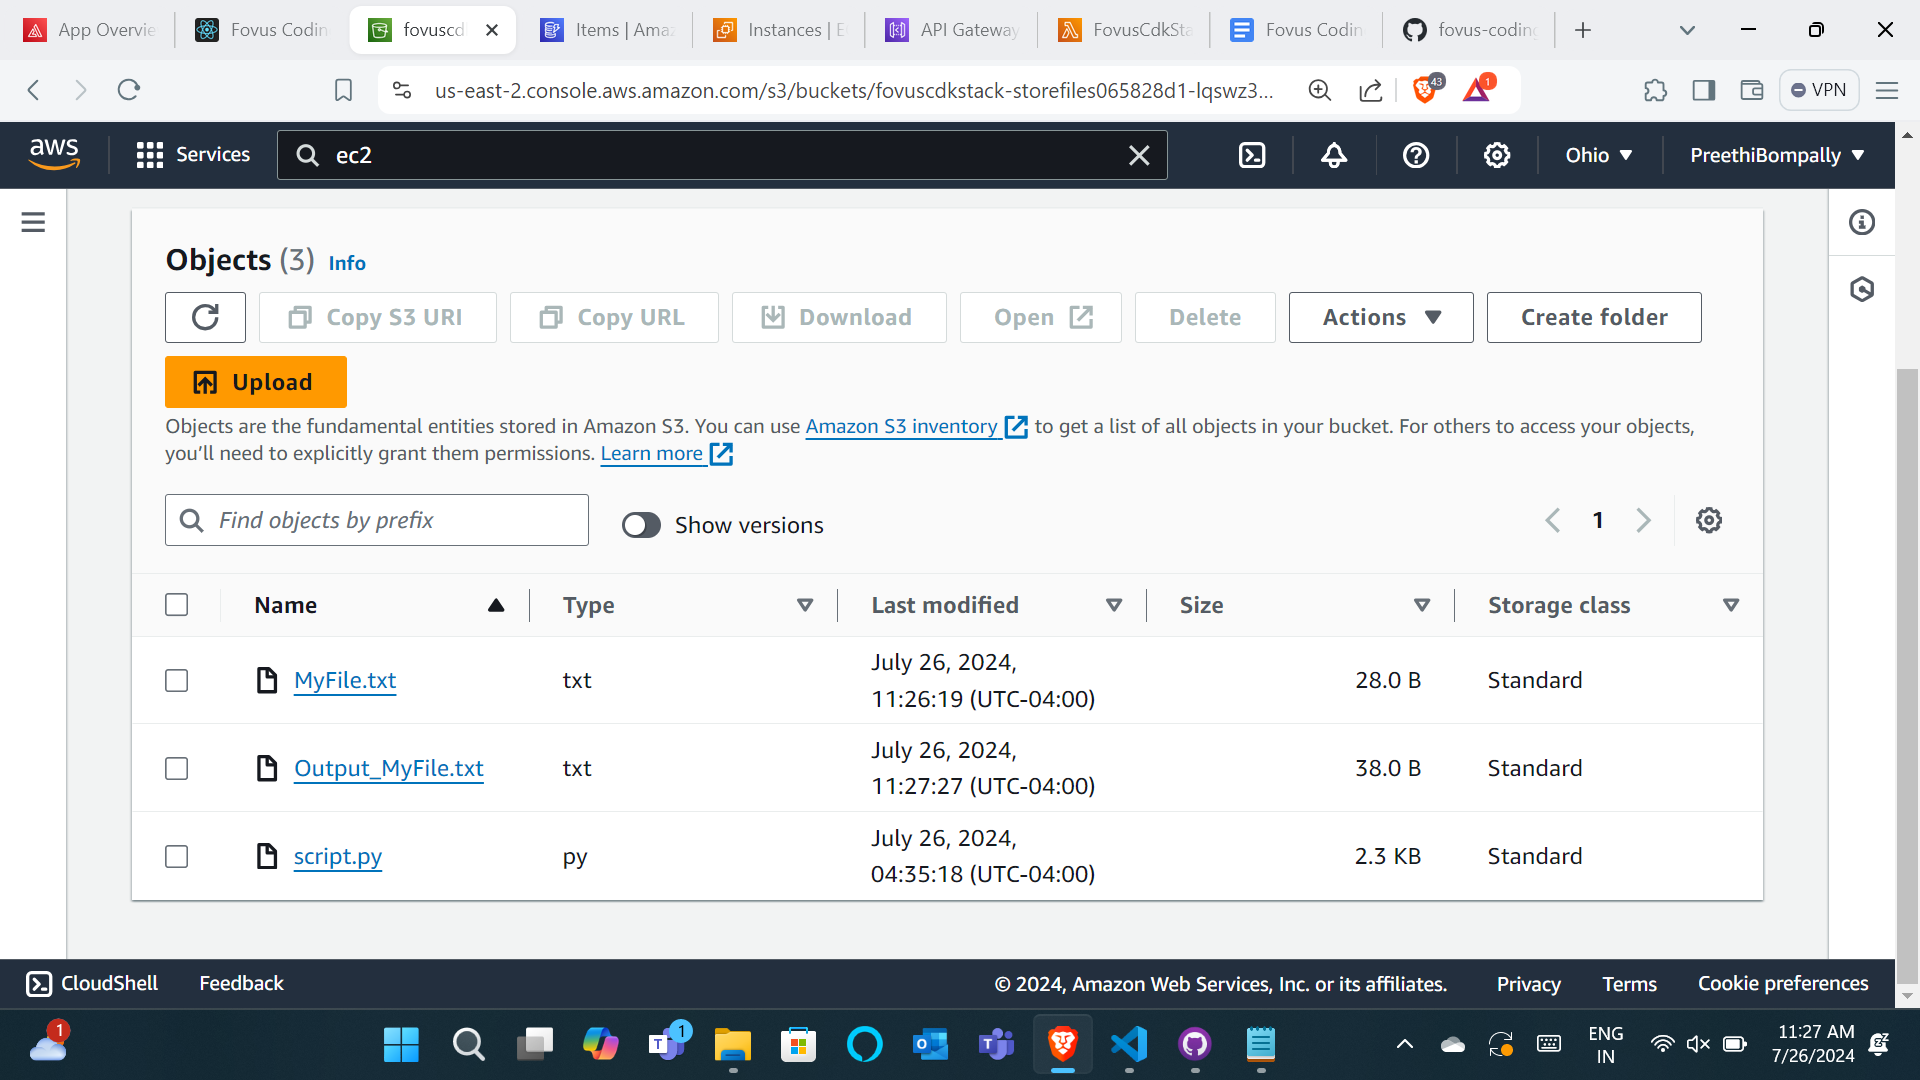 App Overvie
Fovus Codin
fovuscd
Items | Amaz
Instances | E
API Gateway
FovusCdkSta
Fovus Codin
fovus-coding
us-east-2.console.aws.amazon.com/s3/buckets/fovuscdkstack-storefiles065828d1-lqswz3...
43
1
VPN
aws
Services
ec2
Ohio
PreethiBompally
Objects (3) Info
Copy S3 URI
Copy URL
Download
Open
Delete
Actions
Create folder
Upload
Objects are the fundamental entities stored in Amazon S3. You can use Amazon S3 inventory to get a list of all objects in your bucket. For others to access your objects,
you’ll need to explicitly grant them permissions. Learn more
Find objects by prefix
Show versions
1
Name Type Last modified Size Storage class
MyFile.txt txt July 26, 2024, 28.0 B Standard
11:26:19 (UTC-04:00)
Output_MyFile.txt txt July 26, 2024, 38.0 B Standard
11:27:27 (UTC-04:00)
script.py py July 26, 2024, 2.3 KB Standard
04:35:18 (UTC-04:00)
CloudShell
Feedback
© 2024, Amazon Web Services, Inc. or its affiliates.
Privacy
Terms
Cookie preferences
1
1
ENG
IN
11:27 AM
7/26/2024